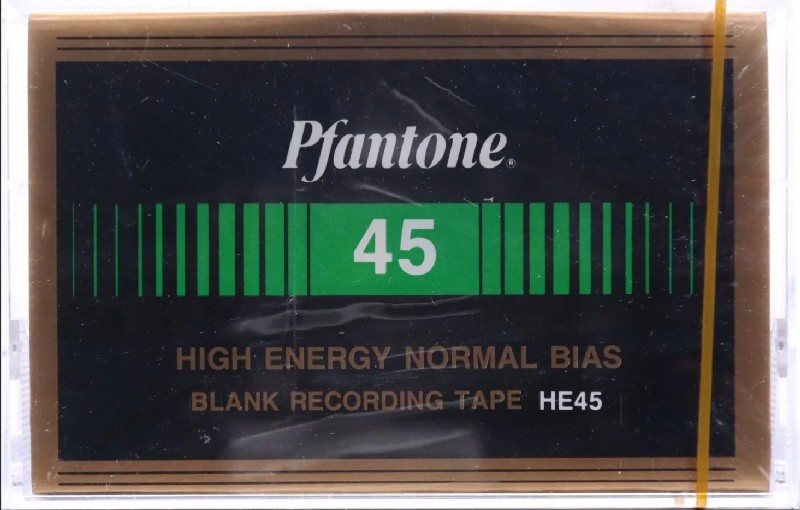 Pfantone®
45
HIGH ENERGY NORMAL BIAS
BLANK RECORDING TAPE HE45